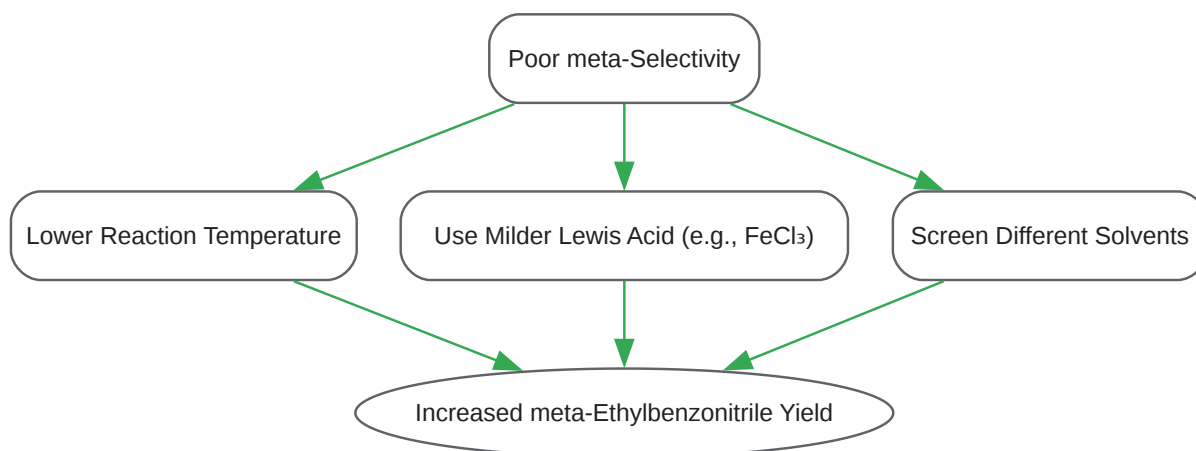 Poor meta-Selectivity
Lower Reaction Temperature
Use Milder Lewis Acid (e.g., FeCl₃)
Screen Different Solvents
Increased meta-Ethylbenzonitrile Yield